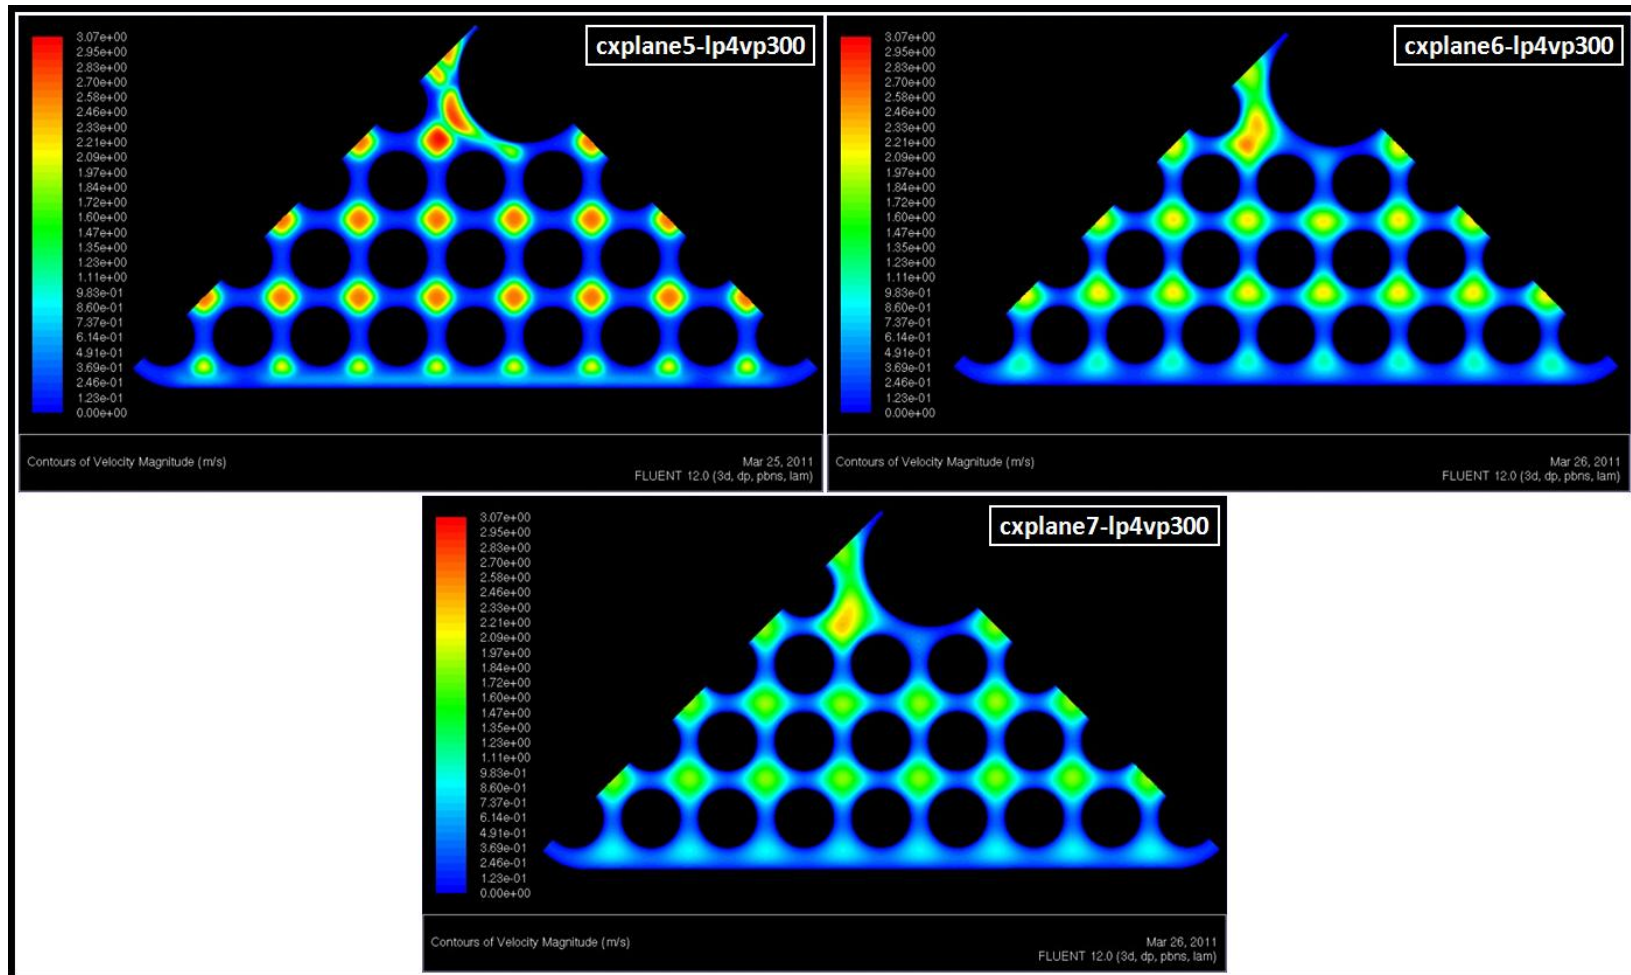 cxplane5-lp4vp300
3.07e+00
2.95e+00
2.83e+00
2.70e+00
2.58e+00
2.46e+00
2.33e+00
2.21e+00
2.09e+00
1.97e+00
1.84e+00
1.72e+00
1.60e+00
1.47e+00
1.35e+00
1.23e+00
1.11e+00
9.83e-01
8.60e-01
7.37e-01
6.14e-01
4.91e-01
3.69e-01
2.46e-01
1.23e-01
0.00e+00
Contours of Velocity Magnitude (m/s)
Mar 25, 2011
FLUENT 12.0 (3d, dp, pbns, lam)
cxplane6-lp4vp300
3.07e+00
2.95e+00
2.83e+00
2.70e+00
2.58e+00
2.46e+00
2.33e+00
2.21e+00
2.09e+00
1.97e+00
1.84e+00
1.72e+00
1.60e+00
1.47e+00
1.35e+00
1.23e+00
1.11e+00
9.83e-01
8.60e-01
7.37e-01
6.14e-01
4.91e-01
3.69e-01
2.46e-01
1.23e-01
0.00e+00
Contours of Velocity Magnitude (m/s)
Mar 26, 2011
FLUENT 12.0 (3d, dp, pbns, lam)
cxplane7-lp4vp300
3.07e+00
2.95e+00
2.83e+00
2.70e+00
2.58e+00
2.46e+00
2.33e+00
2.21e+00
2.09e+00
1.97e+00
1.84e+00
1.72e+00
1.60e+00
1.47e+00
1.35e+00
1.23e+00
1.11e+00
9.83e-01
8.60e-01
7.37e-01
6.14e-01
4.91e-01
3.69e-01
2.46e-01
1.23e-01
0.00e+00
Contours of Velocity Magnitude (m/s)
Mar 26, 2011
FLUENT 12.0 (3d, dp, pbns, lam)